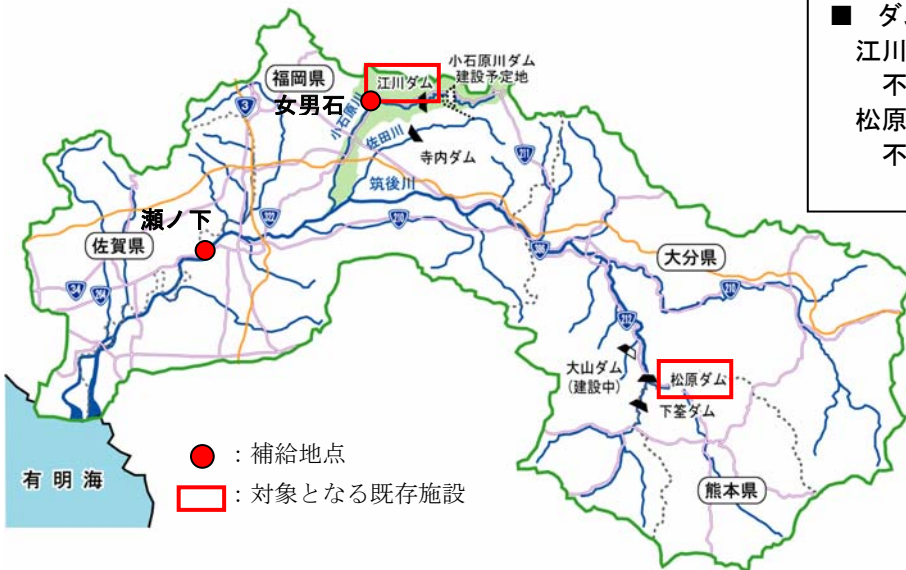 ■ ダ
江川
不
松原
不
小石原川ダム
建設予定地
福岡県
江川ダム
女男石
3
小石原川
佐田川
寺内ダム
211
筑後川
瀬ノ下
322
210
佐賀県
386
大分県
34
264
210
212
大山ダム
(建設中)
松原ダム
下筌ダム
熊本県
有明海
：補給地点
：対象となる既存施設